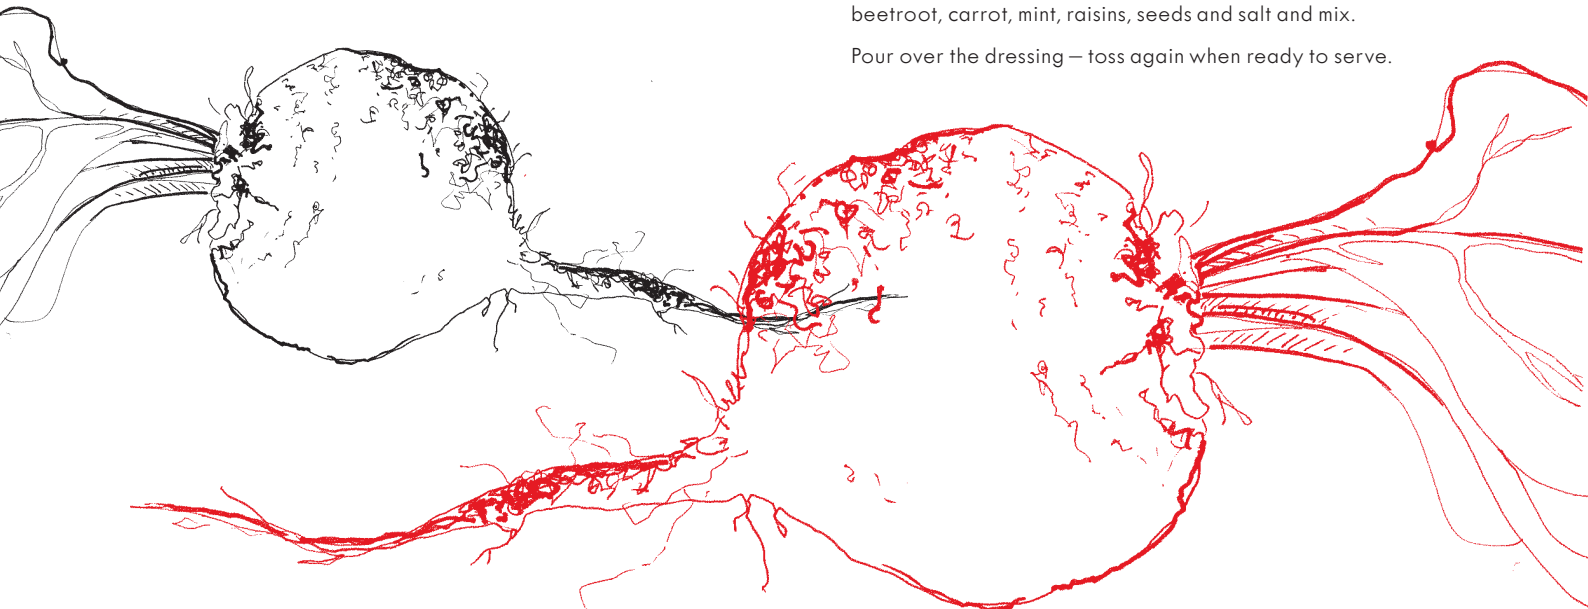 beetroot, carrot, mint, raisins, seeds and salt and mix.
Pour over the dressing – toss again when ready to serve.